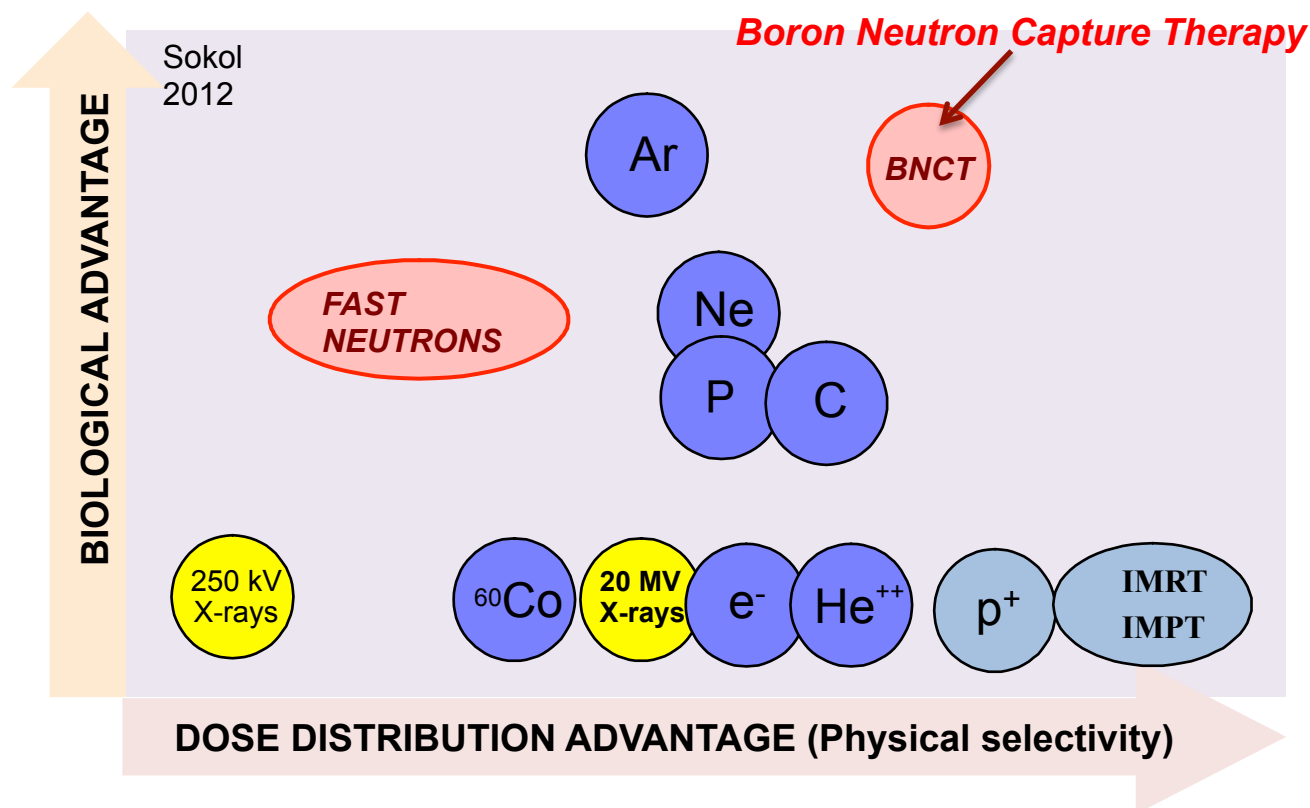 Boron Neutron Capture Therapy
Sokol
2012
BIOLOGICAL ADVANTAGE
Ar
BNCT
FAST
NEUTRONS
Ne
P
C
250 kV
X-rays
⁶⁰Co
20 MV
X-rays
e⁻
He⁺⁺
p⁺
IMRT
IMPT
DOSE DISTRIBUTION ADVANTAGE (Physical selectivity)